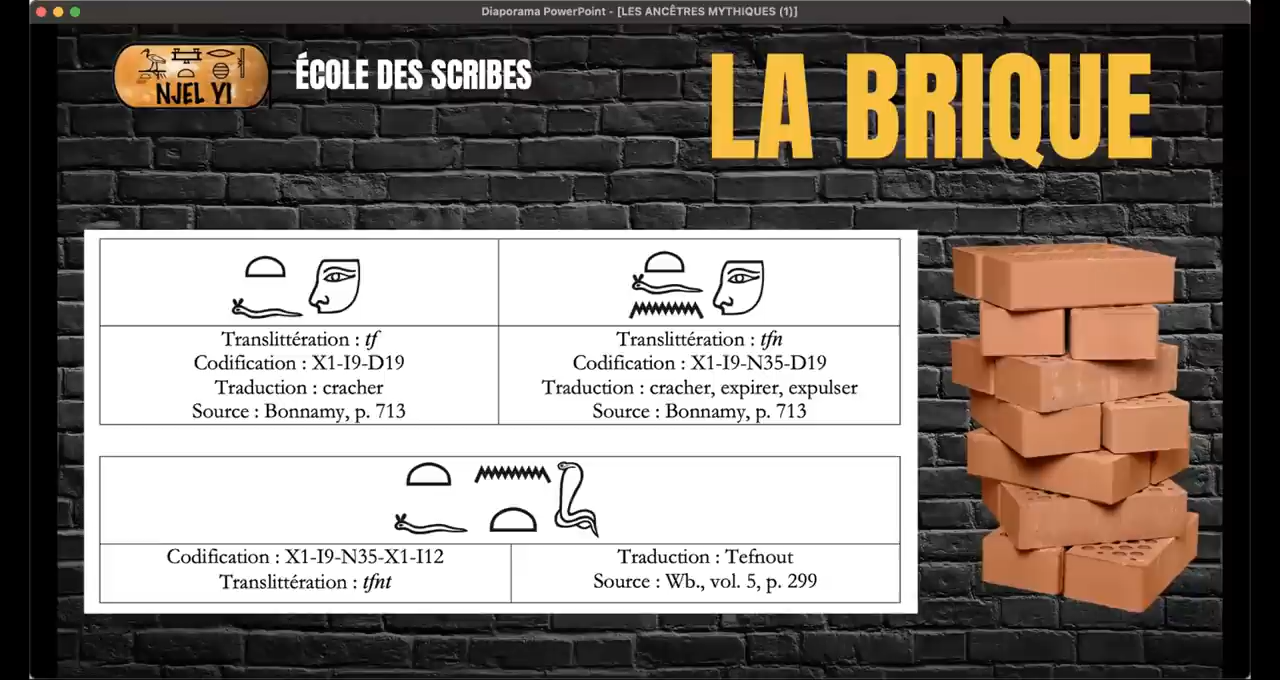 Diaporama PowerPoint - [LES ANCÊTRES MYTHIQUES (1)]
NJEL YI
ÉCOLE DES SCRIBES
LA BRIQUE
Translittération : tf
Codification : X1-I9-D19
Traduction : cracher
Source : Bonnamy, p. 713
Translittération : tfn
Codification : X1-I9-N35-D19
Traduction : cracher, expirer, expulser
Source : Bonnamy, p. 713
Codification : X1-I9-N35-X1-I12
Translittération : tfnt
Traduction : Tefnout
Source : Wb., vol. 5, p. 299